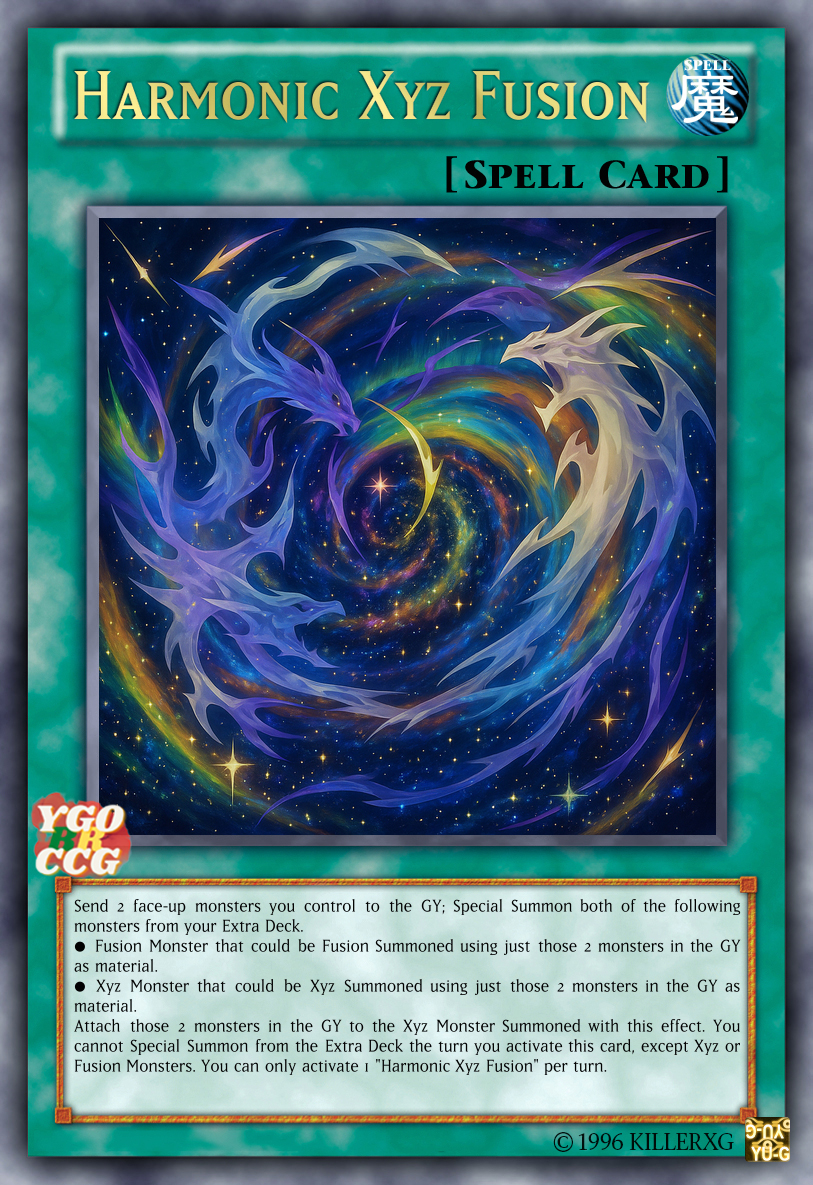 Harmonic Xyz Fusion
SPELL
魔
[Spell Card]
YGO
RR
CCG
Send 2 face-up monsters you control to the GY; Special Summon both of the following
monsters from your Extra Deck.
● Fusion Monster that could be Fusion Summoned using just those 2 monsters in the GY
as material.
● Xyz Monster that could be Xyz Summoned using just those 2 monsters in the GY as
material.
Attach those 2 monsters in the GY to the Xyz Monster Summoned with this effect. You
cannot Special Summon from the Extra Deck the turn you activate this card, except Xyz or
Fusion Monsters. You can only activate 1 "Harmonic Xyz Fusion" per turn.
© 1996 KILLERXG